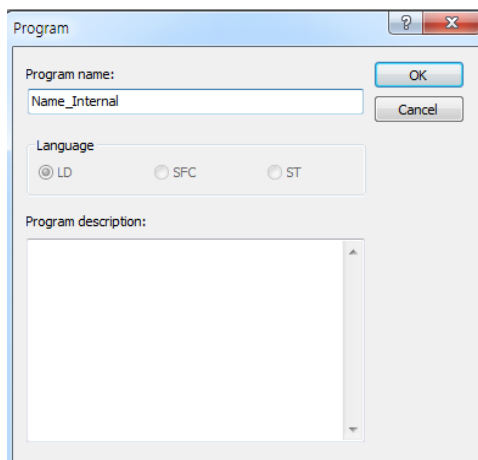 Program
Program name:
OK
Name_Internal
Cancel
Language
LD SFC ST
Program description: